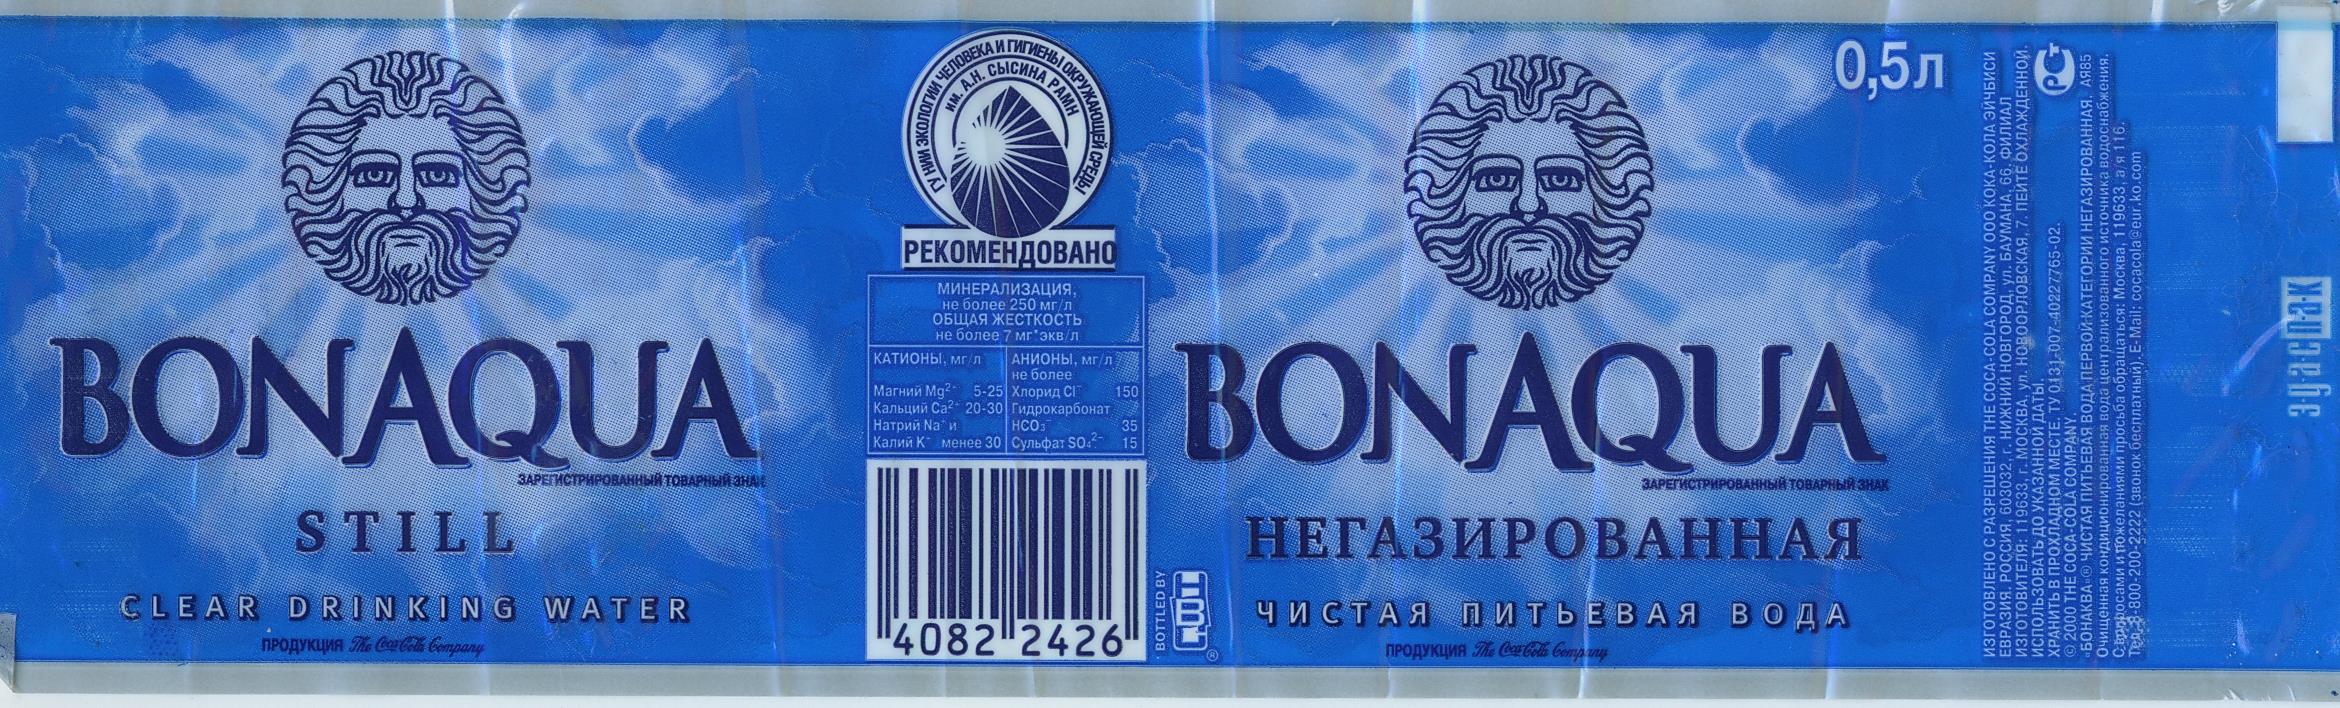 BONAQUA
ЗАРЕГИСТРИРОВАННЫЙ ТОВАРНЫЙ ЗНАК
STILL
CLEAR DRINKING WATER
ПРОДУКЦИЯ The Coca-Cola Company
ГУ НИИ ЭКОЛОГИИ ЧЕЛОВЕКА И ГИГИЕНЫ ОКРУЖАЮЩЕЙ СРЕДЫ
им. А.Н. СЫСИНА РАМН
РЕКОМЕНДОВАНО
МИНЕРАЛИЗАЦИЯ,
не более 250 мг/л
ОБЩАЯ ЖЕСТКОСТЬ
не более 7 мг*экв/л
КАТИОНЫ, мг/л
Магний Mg2+ 5-25
Кальций Ca2+ 20-30
Натрий Na+ и
Калий K+ менее 30
АНИОНЫ, мг/л
не более
Хлорид Cl− 150
Гидрокарбонат
HCO3− 35
Сульфат SO42− 15
4082 2426
BOTTLED BY
HBC
®
BONAQUA
ЗАРЕГИСТРИРОВАННЫЙ ТОВАРНЫЙ ЗНАК
НЕГАЗИРОВАННАЯ
ЧИСТАЯ ПИТЬЕВАЯ ВОДА
ПРОДУКЦИЯ The Coca-Cola Company
0,5л
ИЗГОТОВЛЕНО С РАЗРЕШЕНИЯ THE COCA-COLA COMPANY ООО КОКА-КОЛА ЭЙЧБИСИ
ЕВРАЗИЯ. РОССИЯ, 603032, г. НИЖНИЙ НОВГОРОД, ул. БАУМАНА, 66, ФИЛИАЛ
ИЗГОТОВИТЕЛЯ: 119633, г. МОСКВА, ул. НОВООРЛОВСКАЯ, 7. ПЕЙТЕ ОХЛАЖДЕННОЙ.
ИСПОЛЬЗОВАТЬ ДО УКАЗАННОЙ ДАТЫ.
ХРАНИТЬ В ПРОХЛАДНОМ МЕСТЕ. ТУ 0131-007-40227765-02.
© 2000 THE COCA-COLA COMPANY.
«БОНАКВА»® ЧИСТАЯ ПИТЬЕВАЯ ВОДА ПЕРВОЙ КАТЕГОРИИ НЕГАЗИРОВАННАЯ. АЯ85
Очищенная кондиционированная вода централизованного источника водоснабжения.
С вопросами и пожеланиями просьба обращаться: Москва, 119633, а/я 116.
Тел. 8-800-200-2222 (звонок бесплатный), E-Mail: cocacola@eur.ko.com
РСТ
э-у-а-с-п-а-к